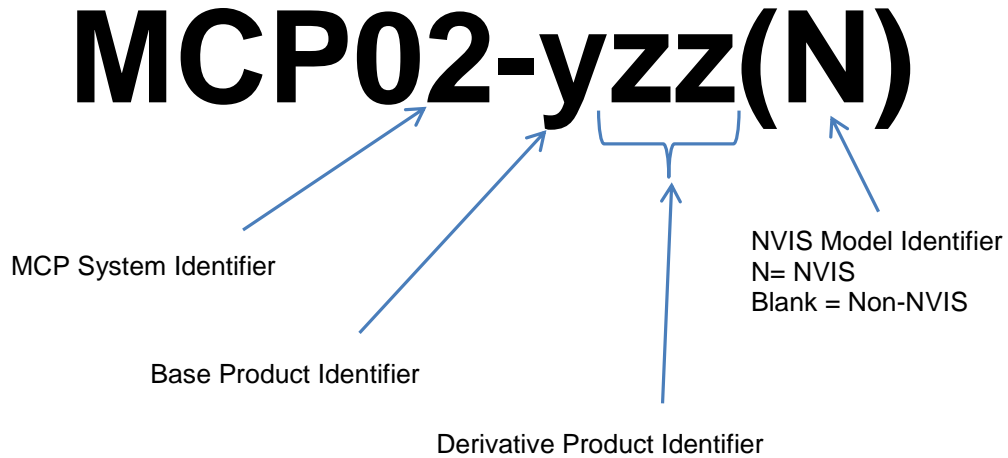 MCP02-yzz(N)
MCP System Identifier
NVIS Model Identifier
N= NVIS
Blank = Non-NVIS
Base Product Identifier
Derivative Product Identifier